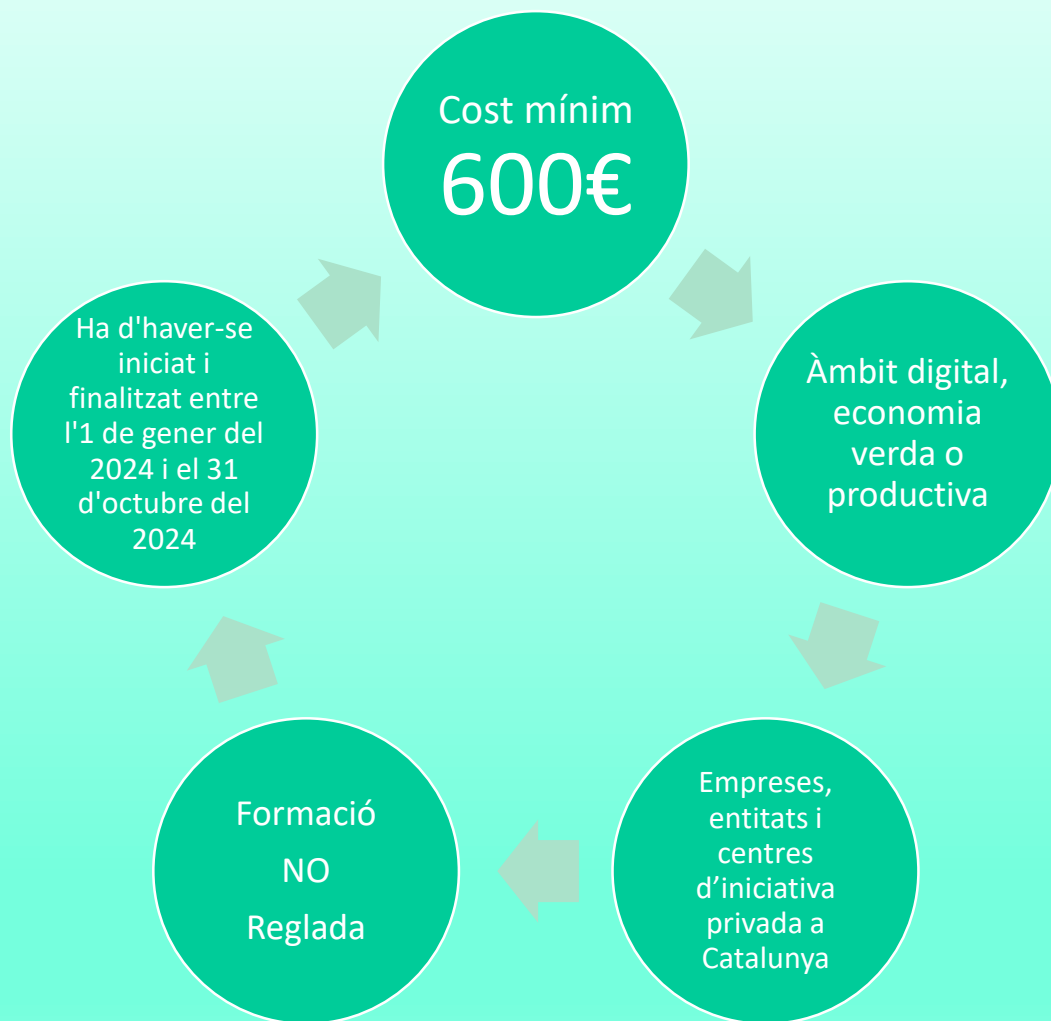 Cost mínim
600€
Àmbit digital,
economia
verda o
productiva
Empreses,
entitats i
centres
d’iniciativa
privada a
Catalunya
Formació
NO
Reglada
Ha d'haver-se
iniciat i
finalitzat entre
l'1 de gener del
2024 i el 31
d'octubre del
2024